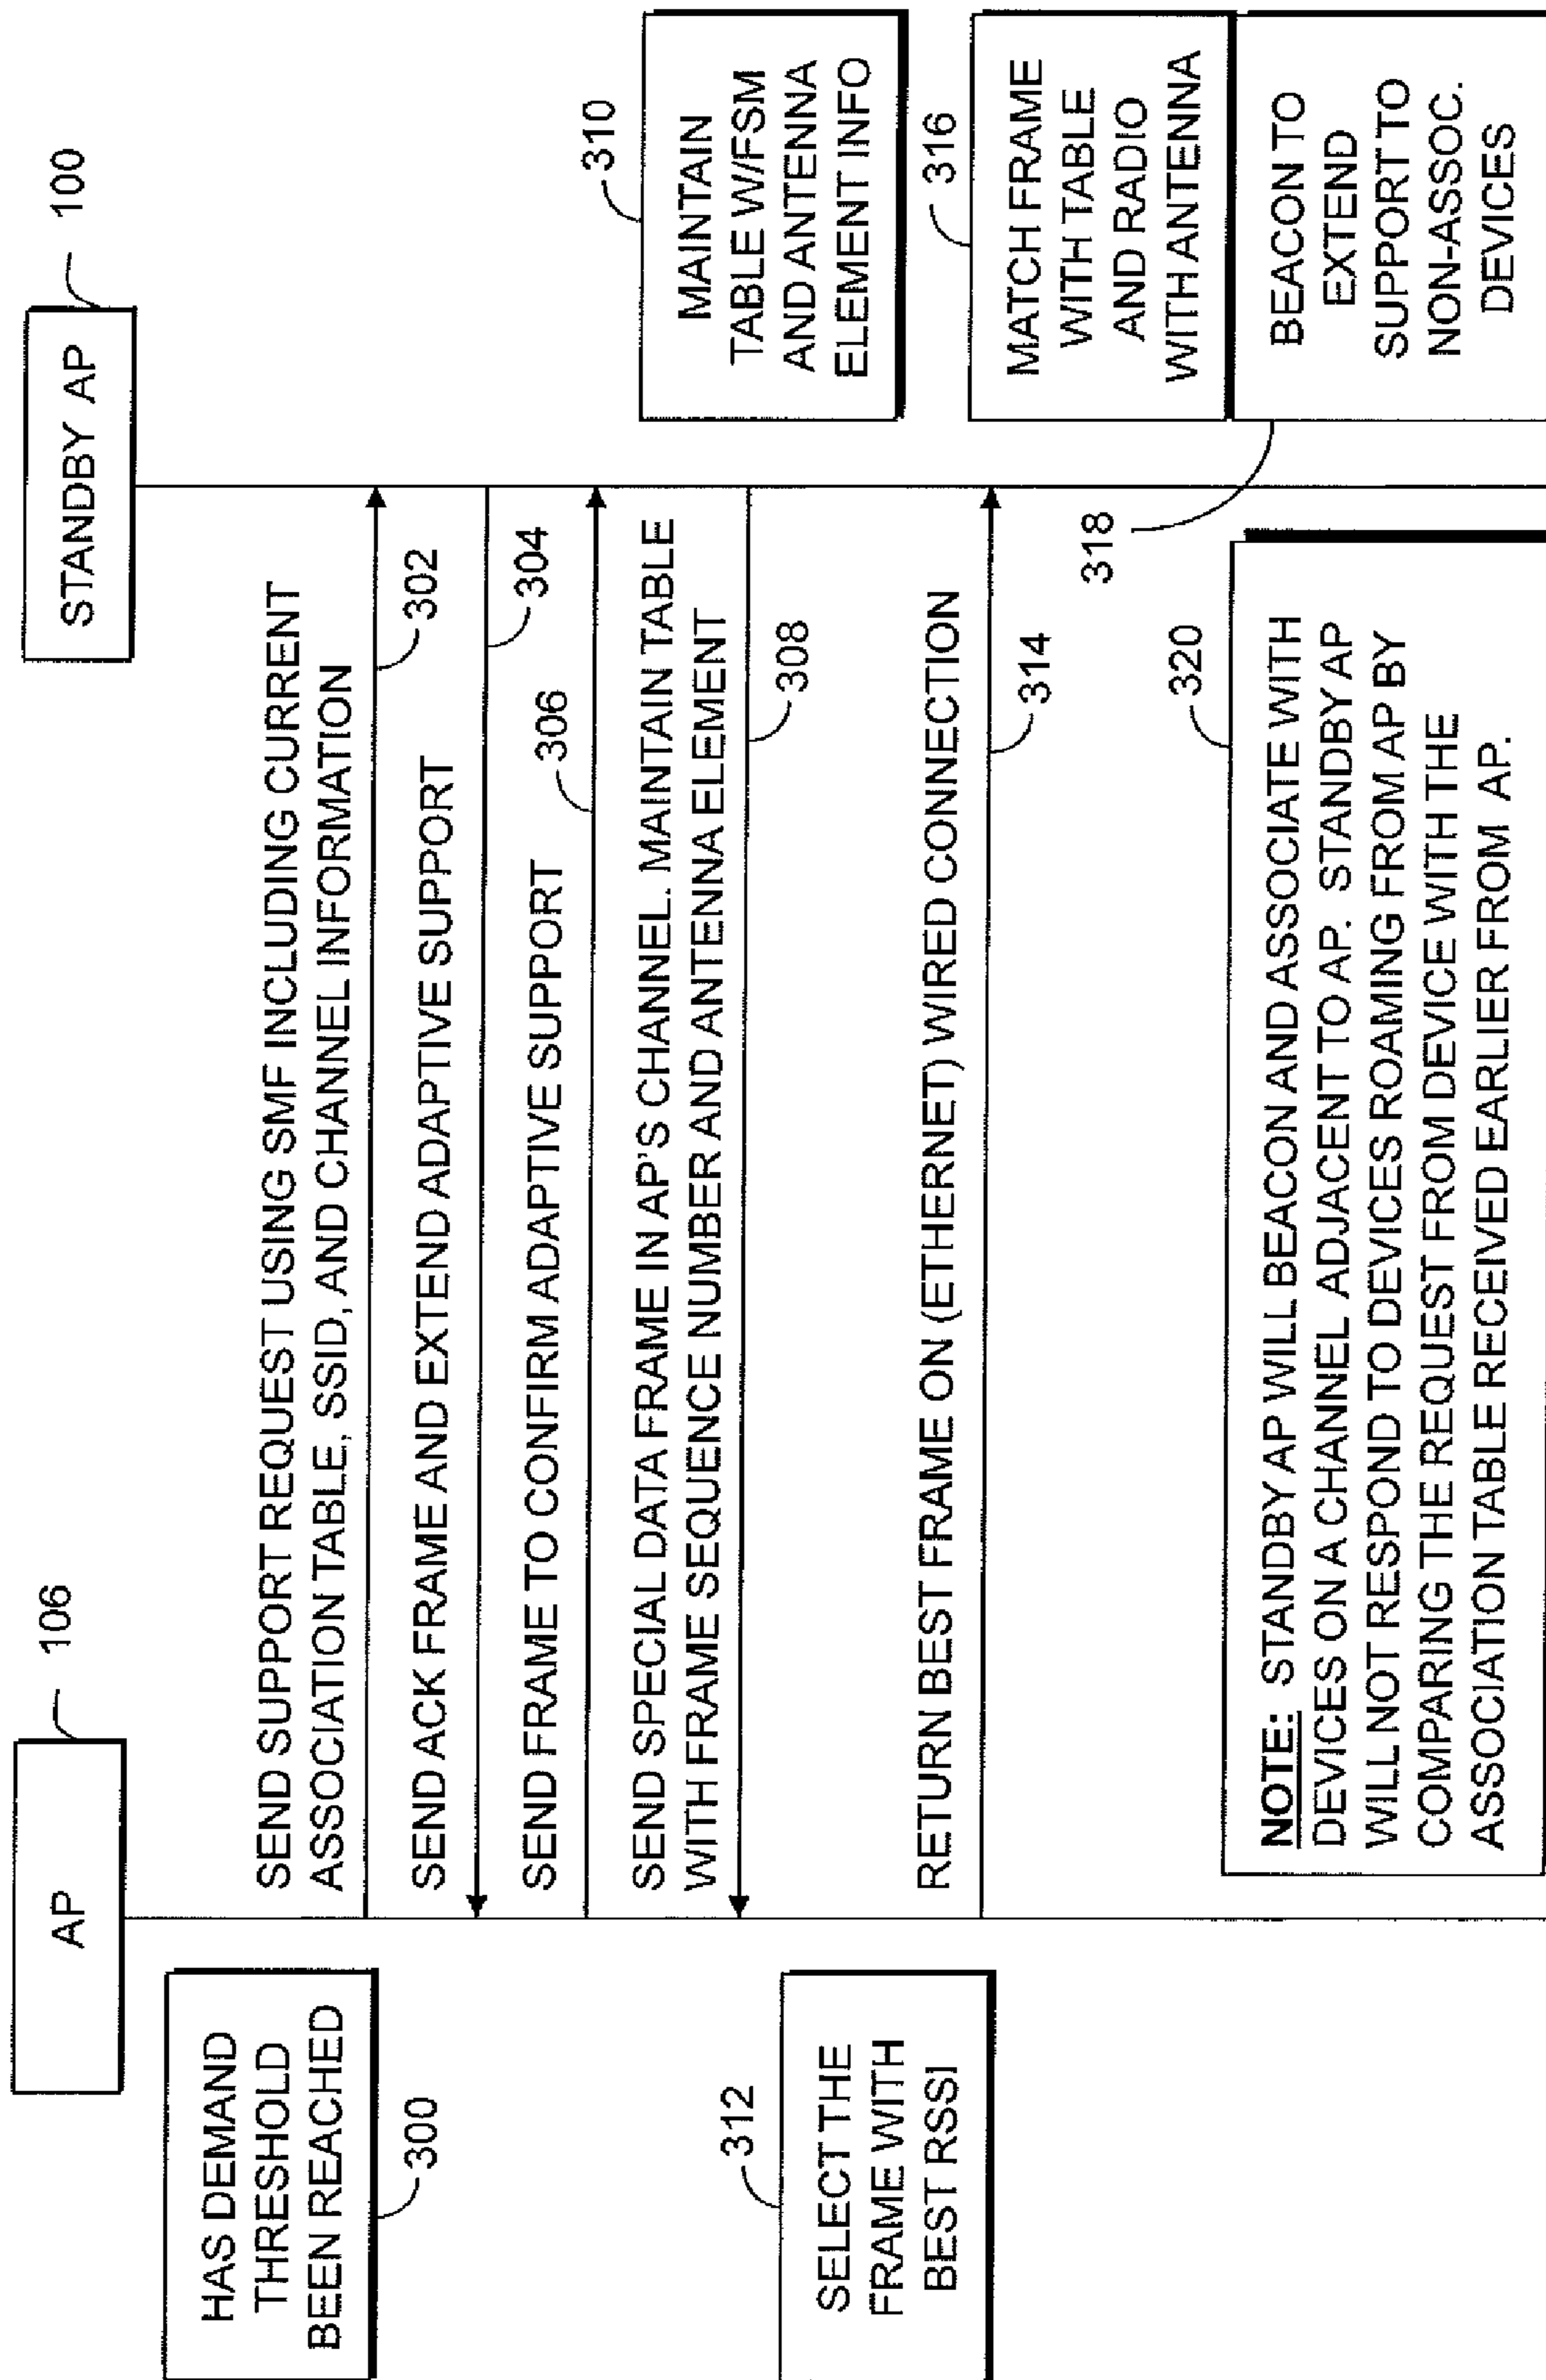 AP
106
STANDBY AP
100
HAS DEMAND
THRESHOLD
BEEN REACHED
300
SEND SUPPORT REQUEST USING SMF INCLUDING CURRENT
ASSOCIATION TABLE, SSID, AND CHANNEL INFORMATION
302
SEND ACK FRAME AND EXTEND ADAPTIVE SUPPORT
304
SEND FRAME TO CONFIRM ADAPTIVE SUPPORT
306
SEND SPECIAL DATA FRAME IN AP'S CHANNEL. MAINTAIN TABLE
WITH FRAME SEQUENCE NUMBER AND ANTENNA ELEMENT
308
310
MAINTAIN
TABLE W/FSM
AND ANTENNA
ELEMENT INFO
312
SELECT THE
FRAME WITH
BEST RSSI
RETURN BEST FRAME ON (ETHERNET) WIRED CONNECTION
314
316
MATCH FRAME
WITH TABLE
AND RADIO
WITH ANTENNA
318
BEACON TO
EXTEND
SUPPORT TO
NON-ASSOC.
DEVICES
320
NOTE: STANDBY AP WILL BEACON AND ASSOCIATE WITH
DEVICES ON A CHANNEL ADJACENT TO AP. STANDBY AP
WILL NOT RESPOND TO DEVICES ROAMING FROM AP BY
COMPARING THE REQUEST FROM DEVICE WITH THE
ASSOCIATION TABLE RECEIVED EARLIER FROM AP.